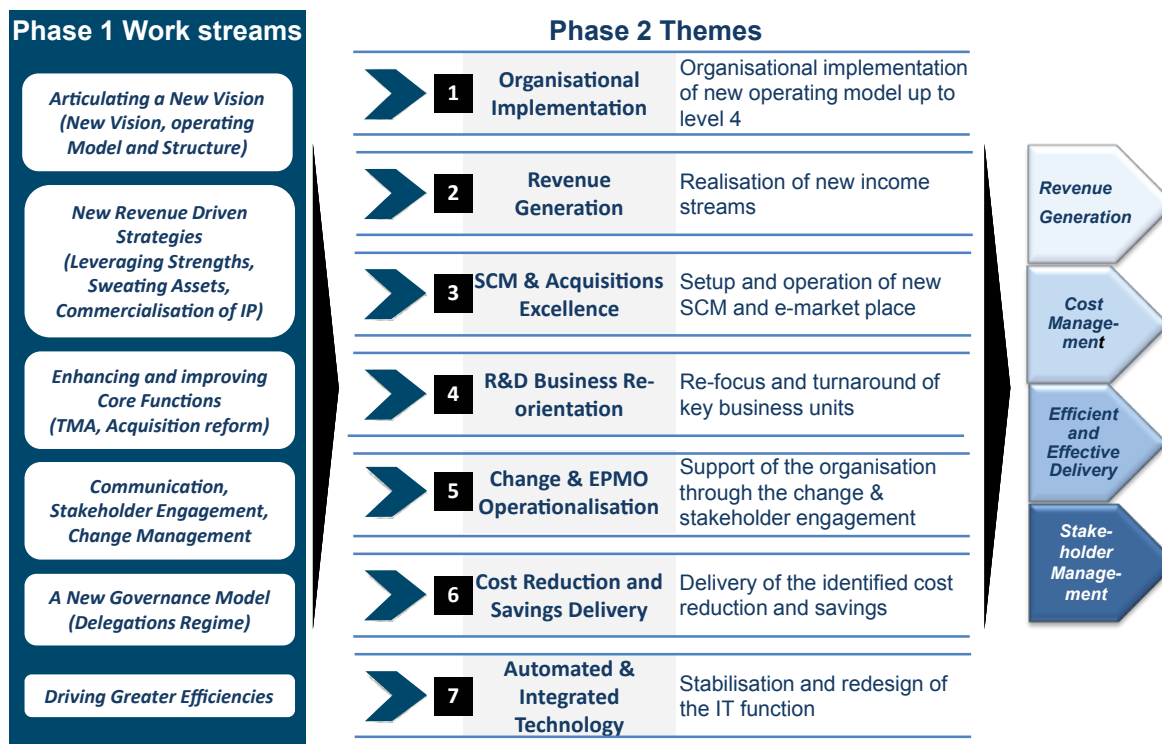 Phase 1 Work streams
Articulating a New Vision
(New Vision, operating
Model and Structure)
New Revenue Driven
Strategies
(Leveraging Strengths,
Sweating Assets,
Commercialisation of IP)
Enhancing and improving
Core Functions
(TMA, Acquisition reform)
Communication,
Stakeholder Engagement,
Change Management
A New Governance Model
(Delegations Regime)
Driving Greater Efficiencies
Phase 2 Themes
1
Organisational
Implementation
Organisational implementation
of new operating model up to
level 4
2
Revenue
Generation
Realisation of new income
streams
3
SCM & Acquisitions
Excellence
Setup and operation of new
SCM and e-market place
4
R&D Business Re-
orientation
Re-focus and turnaround of
key business units
5
Change & EPMO
Operationalisation
Support of the organisation
through the change &
stakeholder engagement
6
Cost Reduction and
Savings Delivery
Delivery of the identified cost
reduction and savings
7
Automated &
Integrated
Technology
Stabilisation and redesign of
the IT function
Revenue
Generation
Cost
Manage-
ment
Efficient
and
Effective
Delivery
Stake-
holder
Manage-
ment